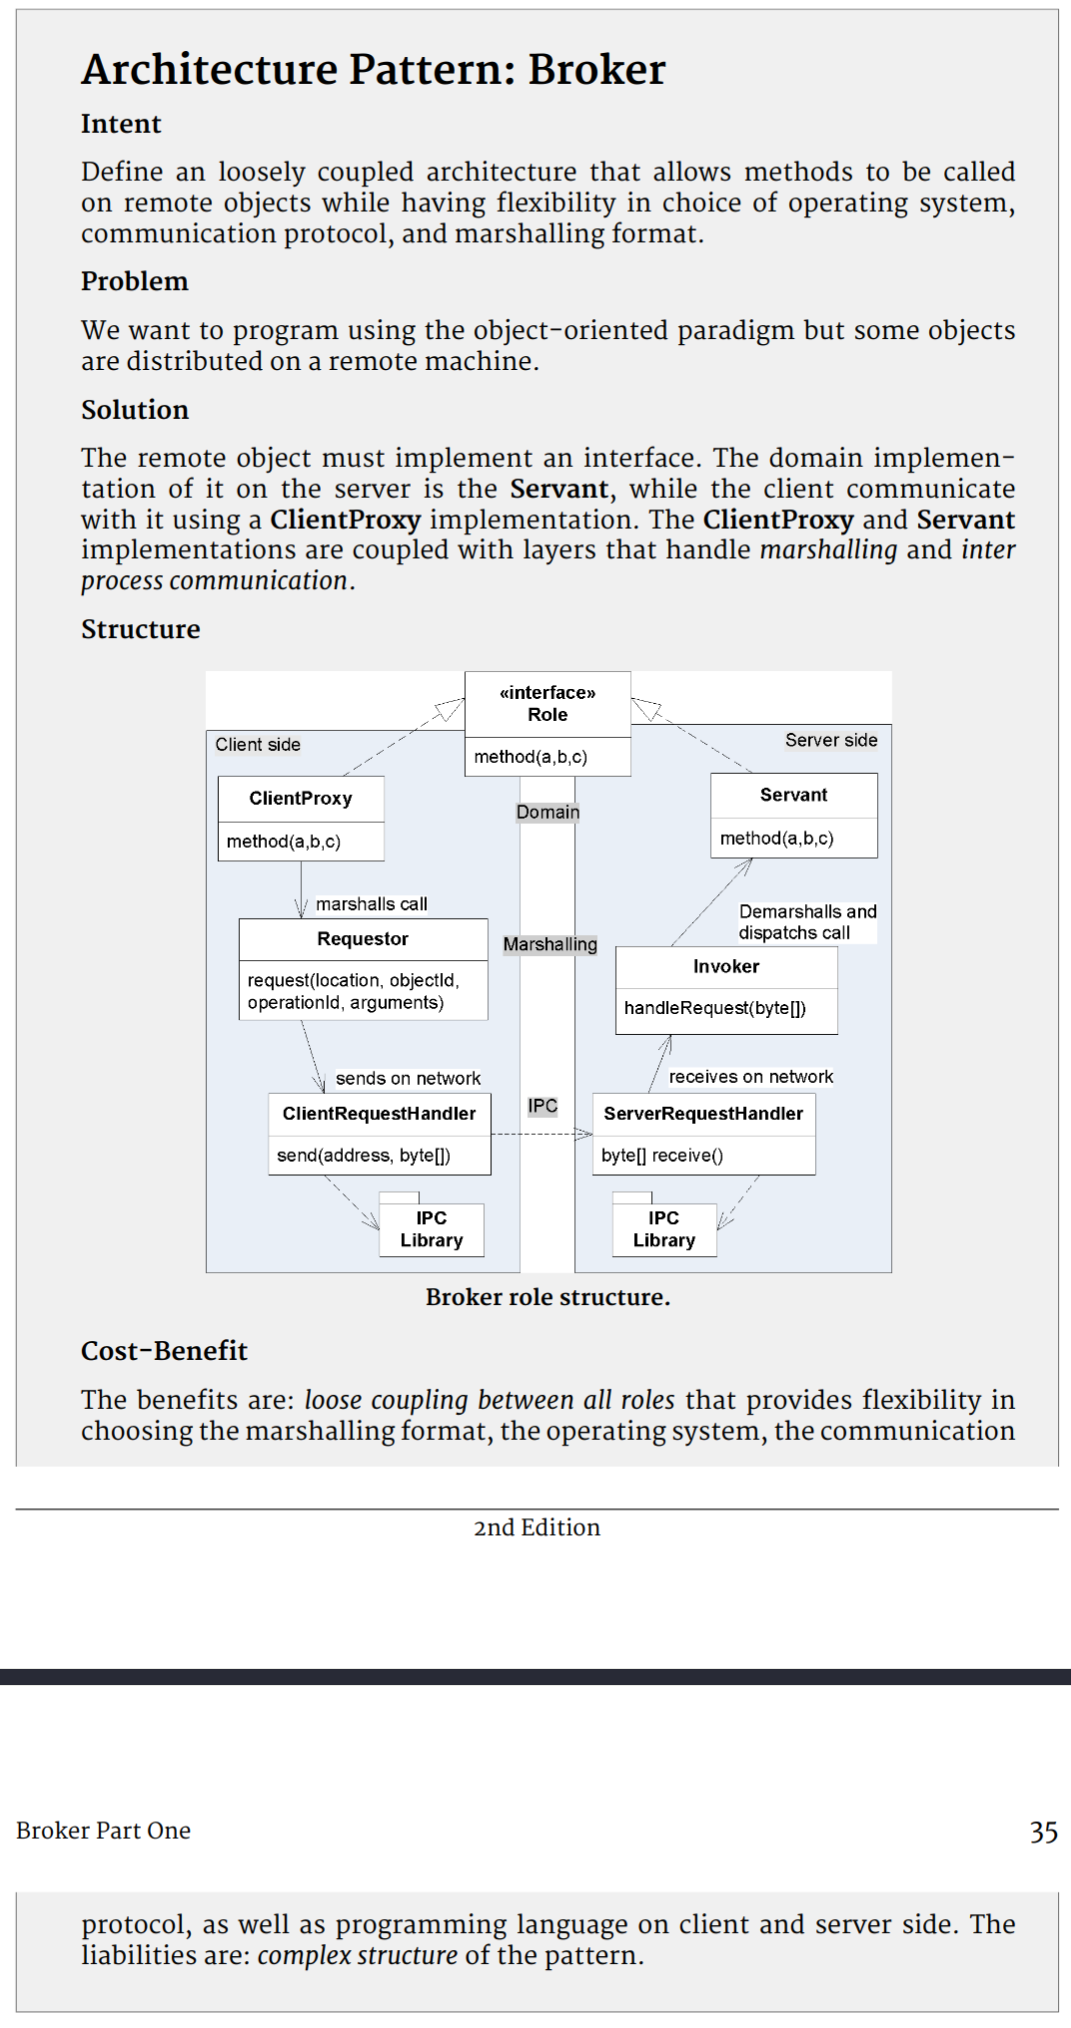 Architecture Pattern: Broker
Intent
Define an loosely coupled architecture that allows methods to be called
on remote objects while having flexibility in choice of operating system,
communication protocol, and marshalling format.
Problem
We want to program using the object-oriented paradigm but some objects
are distributed on a remote machine.
Solution
The remote object must implement an interface. The domain implemen-
tation of it on the server is the Servant, while the client communicate
with it using a ClientProxy implementation. The ClientProxy and Servant
implementations are coupled with layers that handle marshalling and inter
process communication.
Structure
«interface»
Role
method(a,b,c)
Client side
Server side
ClientProxy
method(a,b,c)
Domain
Servant
method(a,b,c)
marshalls call
Demarshalls and
dispatchs call
Requestor
request(location, objectId,
operationId, arguments)
Marshalling
Invoker
handleRequest(byte[])
sends on network
receives on network
ClientRequestHandler
send(address, byte[])
IPC
ServerRequestHandler
byte[] receive()
IPC
Library
IPC
Library
Broker role structure.
Cost-Benefit
The benefits are: loose coupling between all roles that provides flexibility in
choosing the marshalling format, the operating system, the communication
2nd Edition
Broker Part One
35
protocol, as well as programming language on client and server side. The
liabilities are: complex structure of the pattern.